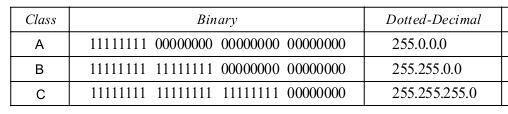 Class Binary Dotted-Decimal
A 11111111 00000000 00000000 00000000 255.0.0.0
B 11111111 11111111 00000000 00000000 255.255.0.0
C 11111111 11111111 11111111 00000000 255.255.255.0